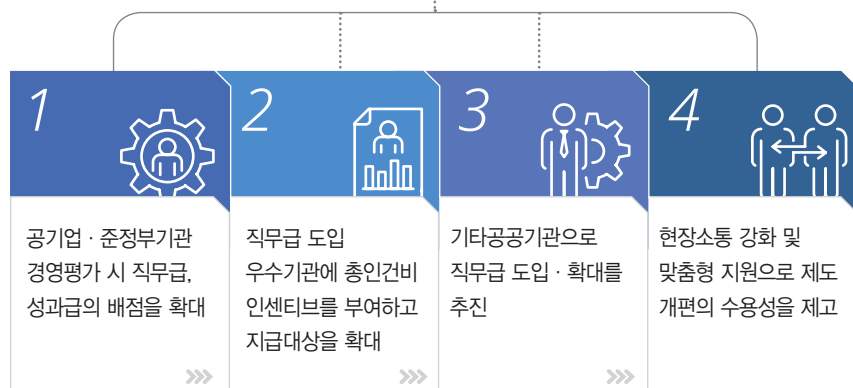 1
공기업 · 준정부기관
경영평가 시 직무급,
성과급의 배점을 확대
2
직무급 도입
우수기관에 총인건비
인센티브를 부여하고
지급대상을 확대
3
기타공공기관으로
직무급 도입 · 확대를
추진
4
현장소통 강화 및
맞춤형 지원으로 제도
개편의 수용성을 제고